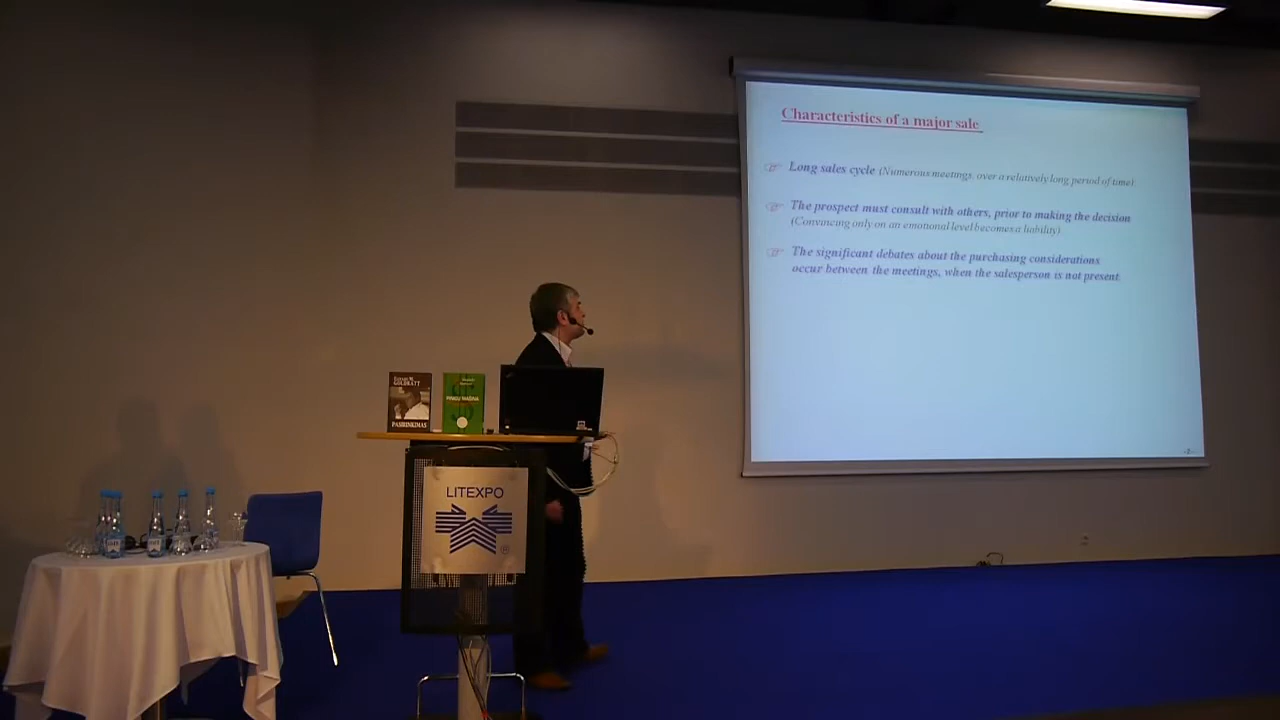 Characteristics of a major sale
Long sales cycle (Numerous meetings, over a relatively long period of time)
The prospect must consult with others, prior to making the decision
(Convincing only on an emotional level becomes a liability)
The significant debates about the purchasing considerations
occur between the meetings, when the salesperson is not present.
GOLDRATT
PASIRINKIMAS
PINIGŲ MAŠINA
LITEXPO
®